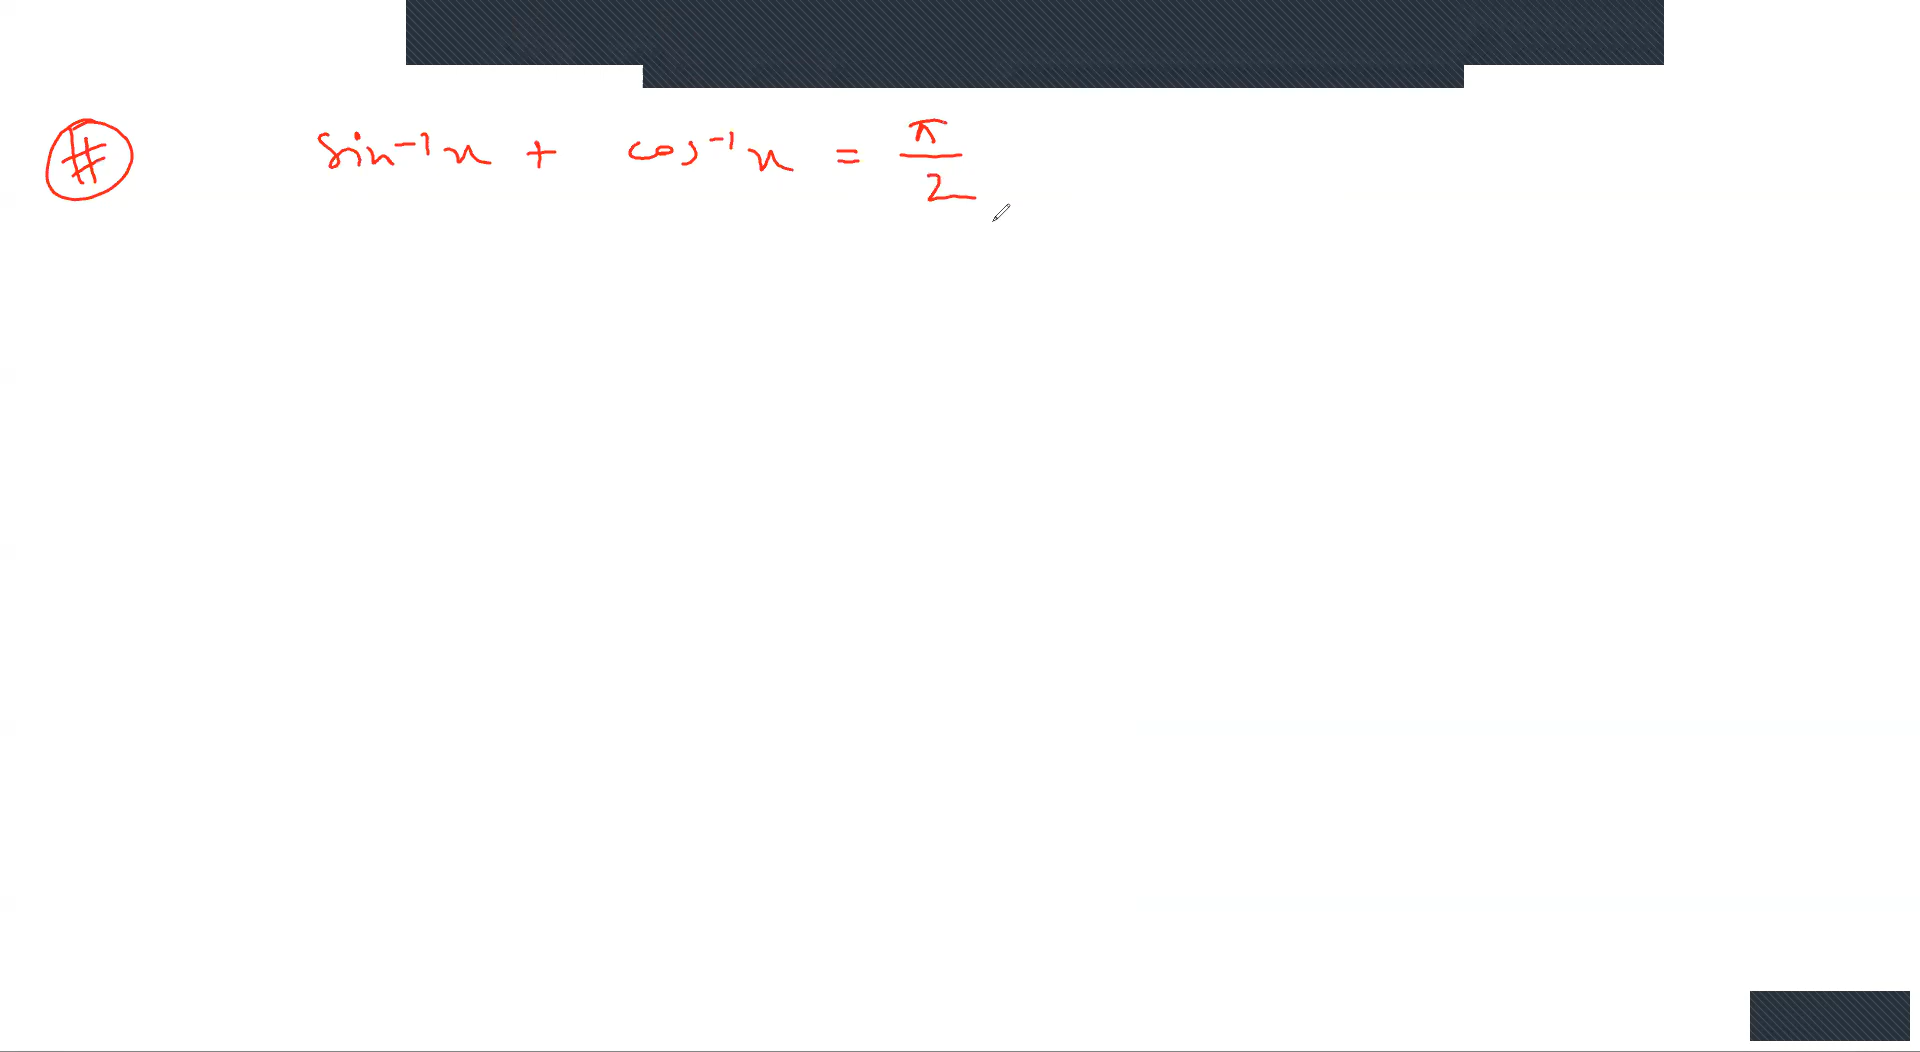 # sin⁻¹x + cos⁻¹x = π/2